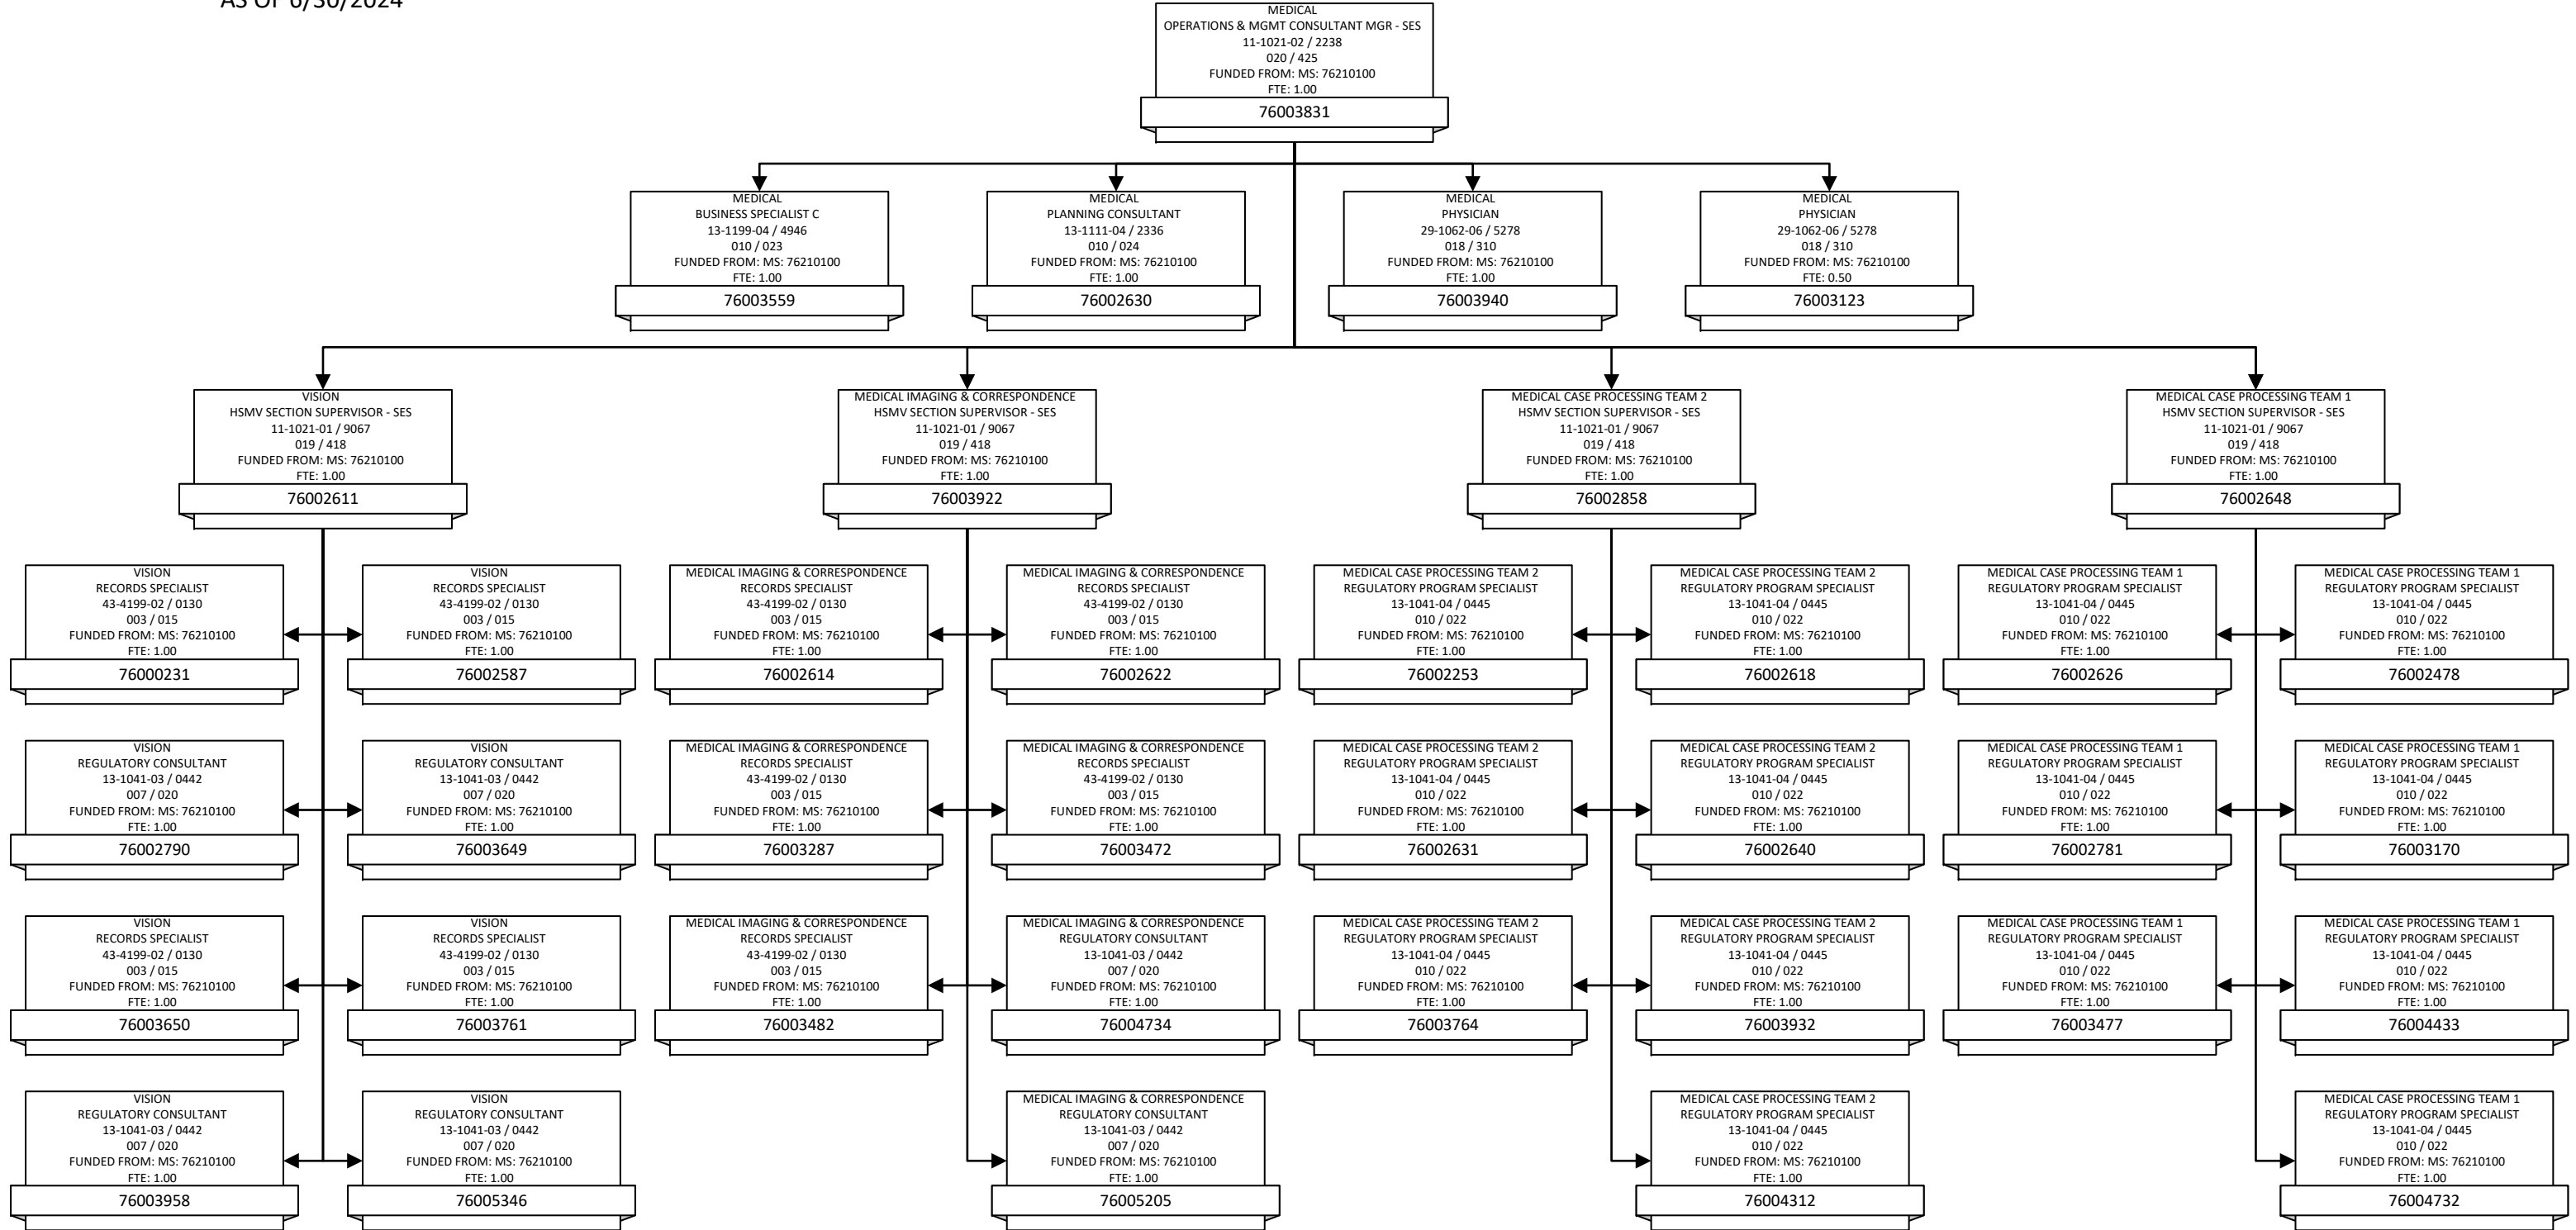 AS OF 6/30/2024
MEDICAL
OPERATIONS & MGMT CONSULTANT MGR - SES
11-1021-02 / 2238
020 / 425
FUNDED FROM: MS: 76210100
FTE: 1.00
76003831
MEDICAL
BUSINESS SPECIALIST C
13-1199-04 / 4946
010 / 023
FUNDED FROM: MS: 76210100
FTE: 1.00
76003559
MEDICAL
PLANNING CONSULTANT
13-1111-04 / 2336
010 / 024
FUNDED FROM: MS: 76210100
FTE: 1.00
76002630
MEDICAL
PHYSICIAN
29-1062-06 / 5278
018 / 310
FUNDED FROM: MS: 76210100
FTE: 1.00
76003940
MEDICAL
PHYSICIAN
29-1062-06 / 5278
018 / 310
FUNDED FROM: MS: 76210100
FTE: 0.50
76003123
VISION
HSMV SECTION SUPERVISOR - SES
11-1021-01 / 9067
019 / 418
FUNDED FROM: MS: 76210100
FTE: 1.00
76002611
MEDICAL IMAGING & CORRESPONDENCE
HSMV SECTION SUPERVISOR - SES
11-1021-01 / 9067
019 / 418
FUNDED FROM: MS: 76210100
FTE: 1.00
76003922
MEDICAL CASE PROCESSING TEAM 2
HSMV SECTION SUPERVISOR - SES
11-1021-01 / 9067
019 / 418
FUNDED FROM: MS: 76210100
FTE: 1.00
76002858
MEDICAL CASE PROCESSING TEAM 1
HSMV SECTION SUPERVISOR - SES
11-1021-01 / 9067
019 / 418
FUNDED FROM: MS: 76210100
FTE: 1.00
76002648
VISION
RECORDS SPECIALIST
43-4199-02 / 0130
003 / 015
FUNDED FROM: MS: 76210100
FTE: 1.00
76000231
VISION
RECORDS SPECIALIST
43-4199-02 / 0130
003 / 015
FUNDED FROM: MS: 76210100
FTE: 1.00
76002587
MEDICAL IMAGING & CORRESPONDENCE
RECORDS SPECIALIST
43-4199-02 / 0130
003 / 015
FUNDED FROM: MS: 76210100
FTE: 1.00
76002614
MEDICAL IMAGING & CORRESPONDENCE
RECORDS SPECIALIST
43-4199-02 / 0130
003 / 015
FUNDED FROM: MS: 76210100
FTE: 1.00
76002622
MEDICAL CASE PROCESSING TEAM 2
REGULATORY PROGRAM SPECIALIST
13-1041-04 / 0445
010 / 022
FUNDED FROM: MS: 76210100
FTE: 1.00
76002253
MEDICAL CASE PROCESSING TEAM 2
REGULATORY PROGRAM SPECIALIST
13-1041-04 / 0445
010 / 022
FUNDED FROM: MS: 76210100
FTE: 1.00
76002618
MEDICAL CASE PROCESSING TEAM 1
REGULATORY PROGRAM SPECIALIST
13-1041-04 / 0445
010 / 022
FUNDED FROM: MS: 76210100
FTE: 1.00
76002626
MEDICAL CASE PROCESSING TEAM 1
REGULATORY PROGRAM SPECIALIST
13-1041-04 / 0445
010 / 022
FUNDED FROM: MS: 76210100
FTE: 1.00
76002478
VISION
REGULATORY CONSULTANT
13-1041-03 / 0442
007 / 020
FUNDED FROM: MS: 76210100
FTE: 1.00
76002790
VISION
REGULATORY CONSULTANT
13-1041-03 / 0442
007 / 020
FUNDED FROM: MS: 76210100
FTE: 1.00
76003649
MEDICAL IMAGING & CORRESPONDENCE
RECORDS SPECIALIST
43-4199-02 / 0130
003 / 015
FUNDED FROM: MS: 76210100
FTE: 1.00
76003287
MEDICAL IMAGING & CORRESPONDENCE
RECORDS SPECIALIST
43-4199-02 / 0130
003 / 015
FUNDED FROM: MS: 76210100
FTE: 1.00
76003472
MEDICAL CASE PROCESSING TEAM 2
REGULATORY PROGRAM SPECIALIST
13-1041-04 / 0445
010 / 022
FUNDED FROM: MS: 76210100
FTE: 1.00
76002631
MEDICAL CASE PROCESSING TEAM 2
REGULATORY PROGRAM SPECIALIST
13-1041-04 / 0445
010 / 022
FUNDED FROM: MS: 76210100
FTE: 1.00
76002640
MEDICAL CASE PROCESSING TEAM 1
REGULATORY PROGRAM SPECIALIST
13-1041-04 / 0445
010 / 022
FUNDED FROM: MS: 76210100
FTE: 1.00
76002781
MEDICAL CASE PROCESSING TEAM 1
REGULATORY PROGRAM SPECIALIST
13-1041-04 / 0445
010 / 022
FUNDED FROM: MS: 76210100
FTE: 1.00
76003170
VISION
RECORDS SPECIALIST
43-4199-02 / 0130
003 / 015
FUNDED FROM: MS: 76210100
FTE: 1.00
76003650
VISION
RECORDS SPECIALIST
43-4199-02 / 0130
003 / 015
FUNDED FROM: MS: 76210100
FTE: 1.00
76003761
MEDICAL IMAGING & CORRESPONDENCE
RECORDS SPECIALIST
43-4199-02 / 0130
003 / 015
FUNDED FROM: MS: 76210100
FTE: 1.00
76003482
MEDICAL IMAGING & CORRESPONDENCE
REGULATORY CONSULTANT
13-1041-03 / 0442
007 / 020
FUNDED FROM: MS: 76210100
FTE: 1.00
76004734
MEDICAL CASE PROCESSING TEAM 2
REGULATORY PROGRAM SPECIALIST
13-1041-04 / 0445
010 / 022
FUNDED FROM: MS: 76210100
FTE: 1.00
76003764
MEDICAL CASE PROCESSING TEAM 2
REGULATORY PROGRAM SPECIALIST
13-1041-04 / 0445
010 / 022
FUNDED FROM: MS: 76210100
FTE: 1.00
76003932
MEDICAL CASE PROCESSING TEAM 1
REGULATORY PROGRAM SPECIALIST
13-1041-04 / 0445
010 / 022
FUNDED FROM: MS: 76210100
FTE: 1.00
76003477
MEDICAL CASE PROCESSING TEAM 1
REGULATORY PROGRAM SPECIALIST
13-1041-04 / 0445
010 / 022
FUNDED FROM: MS: 76210100
FTE: 1.00
76004433
VISION
REGULATORY CONSULTANT
13-1041-03 / 0442
007 / 020
FUNDED FROM: MS: 76210100
FTE: 1.00
76003958
VISION
REGULATORY CONSULTANT
13-1041-03 / 0442
007 / 020
FUNDED FROM: MS: 76210100
FTE: 1.00
76005346
MEDICAL IMAGING & CORRESPONDENCE
REGULATORY CONSULTANT
13-1041-03 / 0442
007 / 020
FUNDED FROM: MS: 76210100
FTE: 1.00
76005205
MEDICAL CASE PROCESSING TEAM 2
REGULATORY PROGRAM SPECIALIST
13-1041-04 / 0445
010 / 022
FUNDED FROM: MS: 76210100
FTE: 1.00
76004312
MEDICAL CASE PROCESSING TEAM 1
REGULATORY PROGRAM SPECIALIST
13-1041-04 / 0445
010 / 022
FUNDED FROM: MS: 76210100
FTE: 1.00
76004732